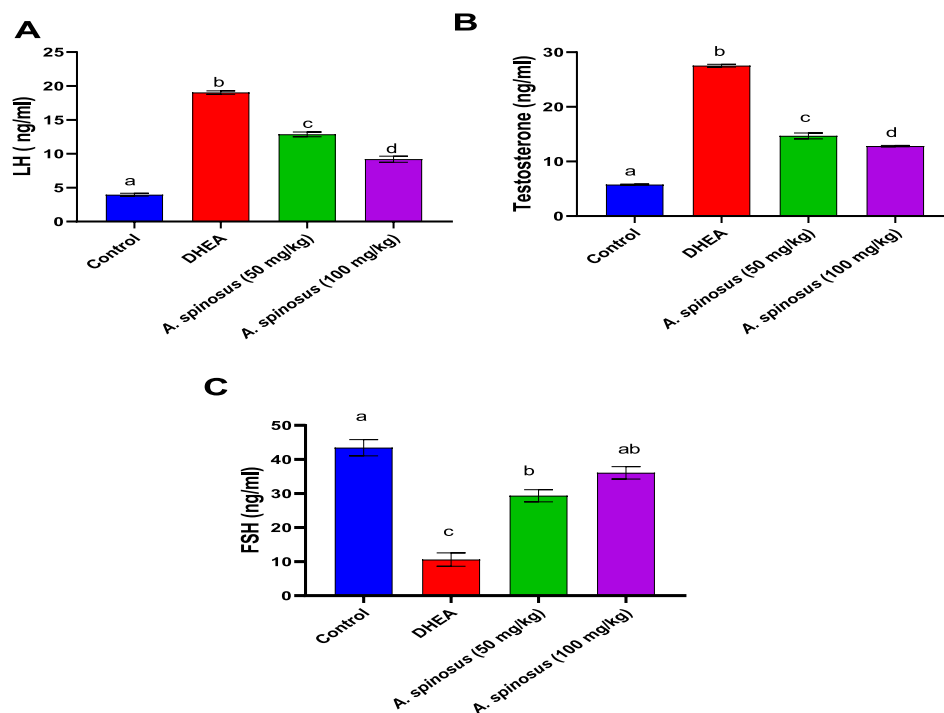 A
LH ( ng/ml)
25
20
15
10
5
0
a
b
c
d
Control
DHEA
A. spinosus (50 mg/kg)
A. spinosus (100 mg/kg)
B
Testosterone (ng/ml)
30
20
10
0
a
b
c
d
Control
DHEA
A. spinosus (50 mg/kg)
A. spinosus (100 mg/kg)
C
FSH (ng/ml)
50
40
30
20
10
0
a
c
b
ab
Control
DHEA
A. spinosus (50 mg/kg)
A. spinosus (100 mg/kg)